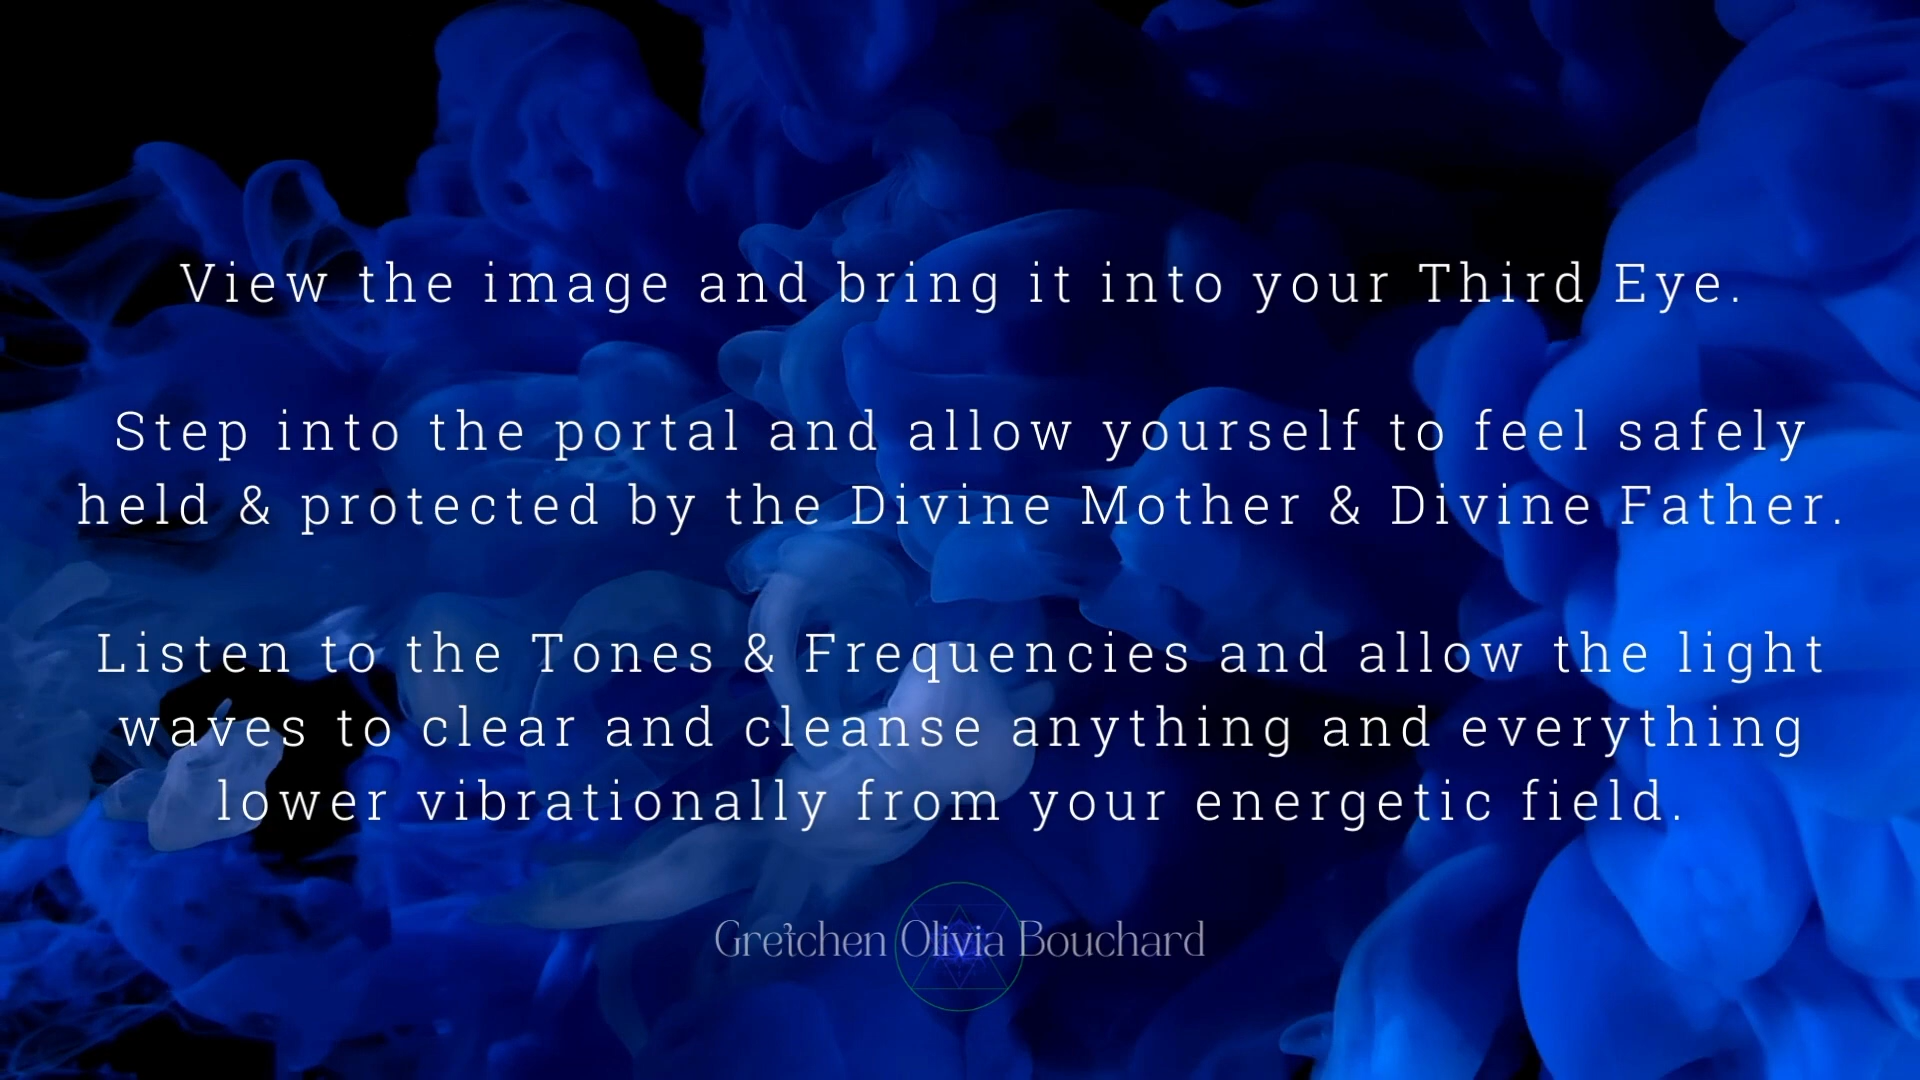 View the image and bring it into your Third Eye.
Step into the portal and allow yourself to feel safely
held & protected by the Divine Mother & Divine Father.
Listen to the Tones & Frequencies and allow the light
waves to clear and cleanse anything and everything
lower vibrationally from your energetic field.
Gretchen Olivia Bouchard